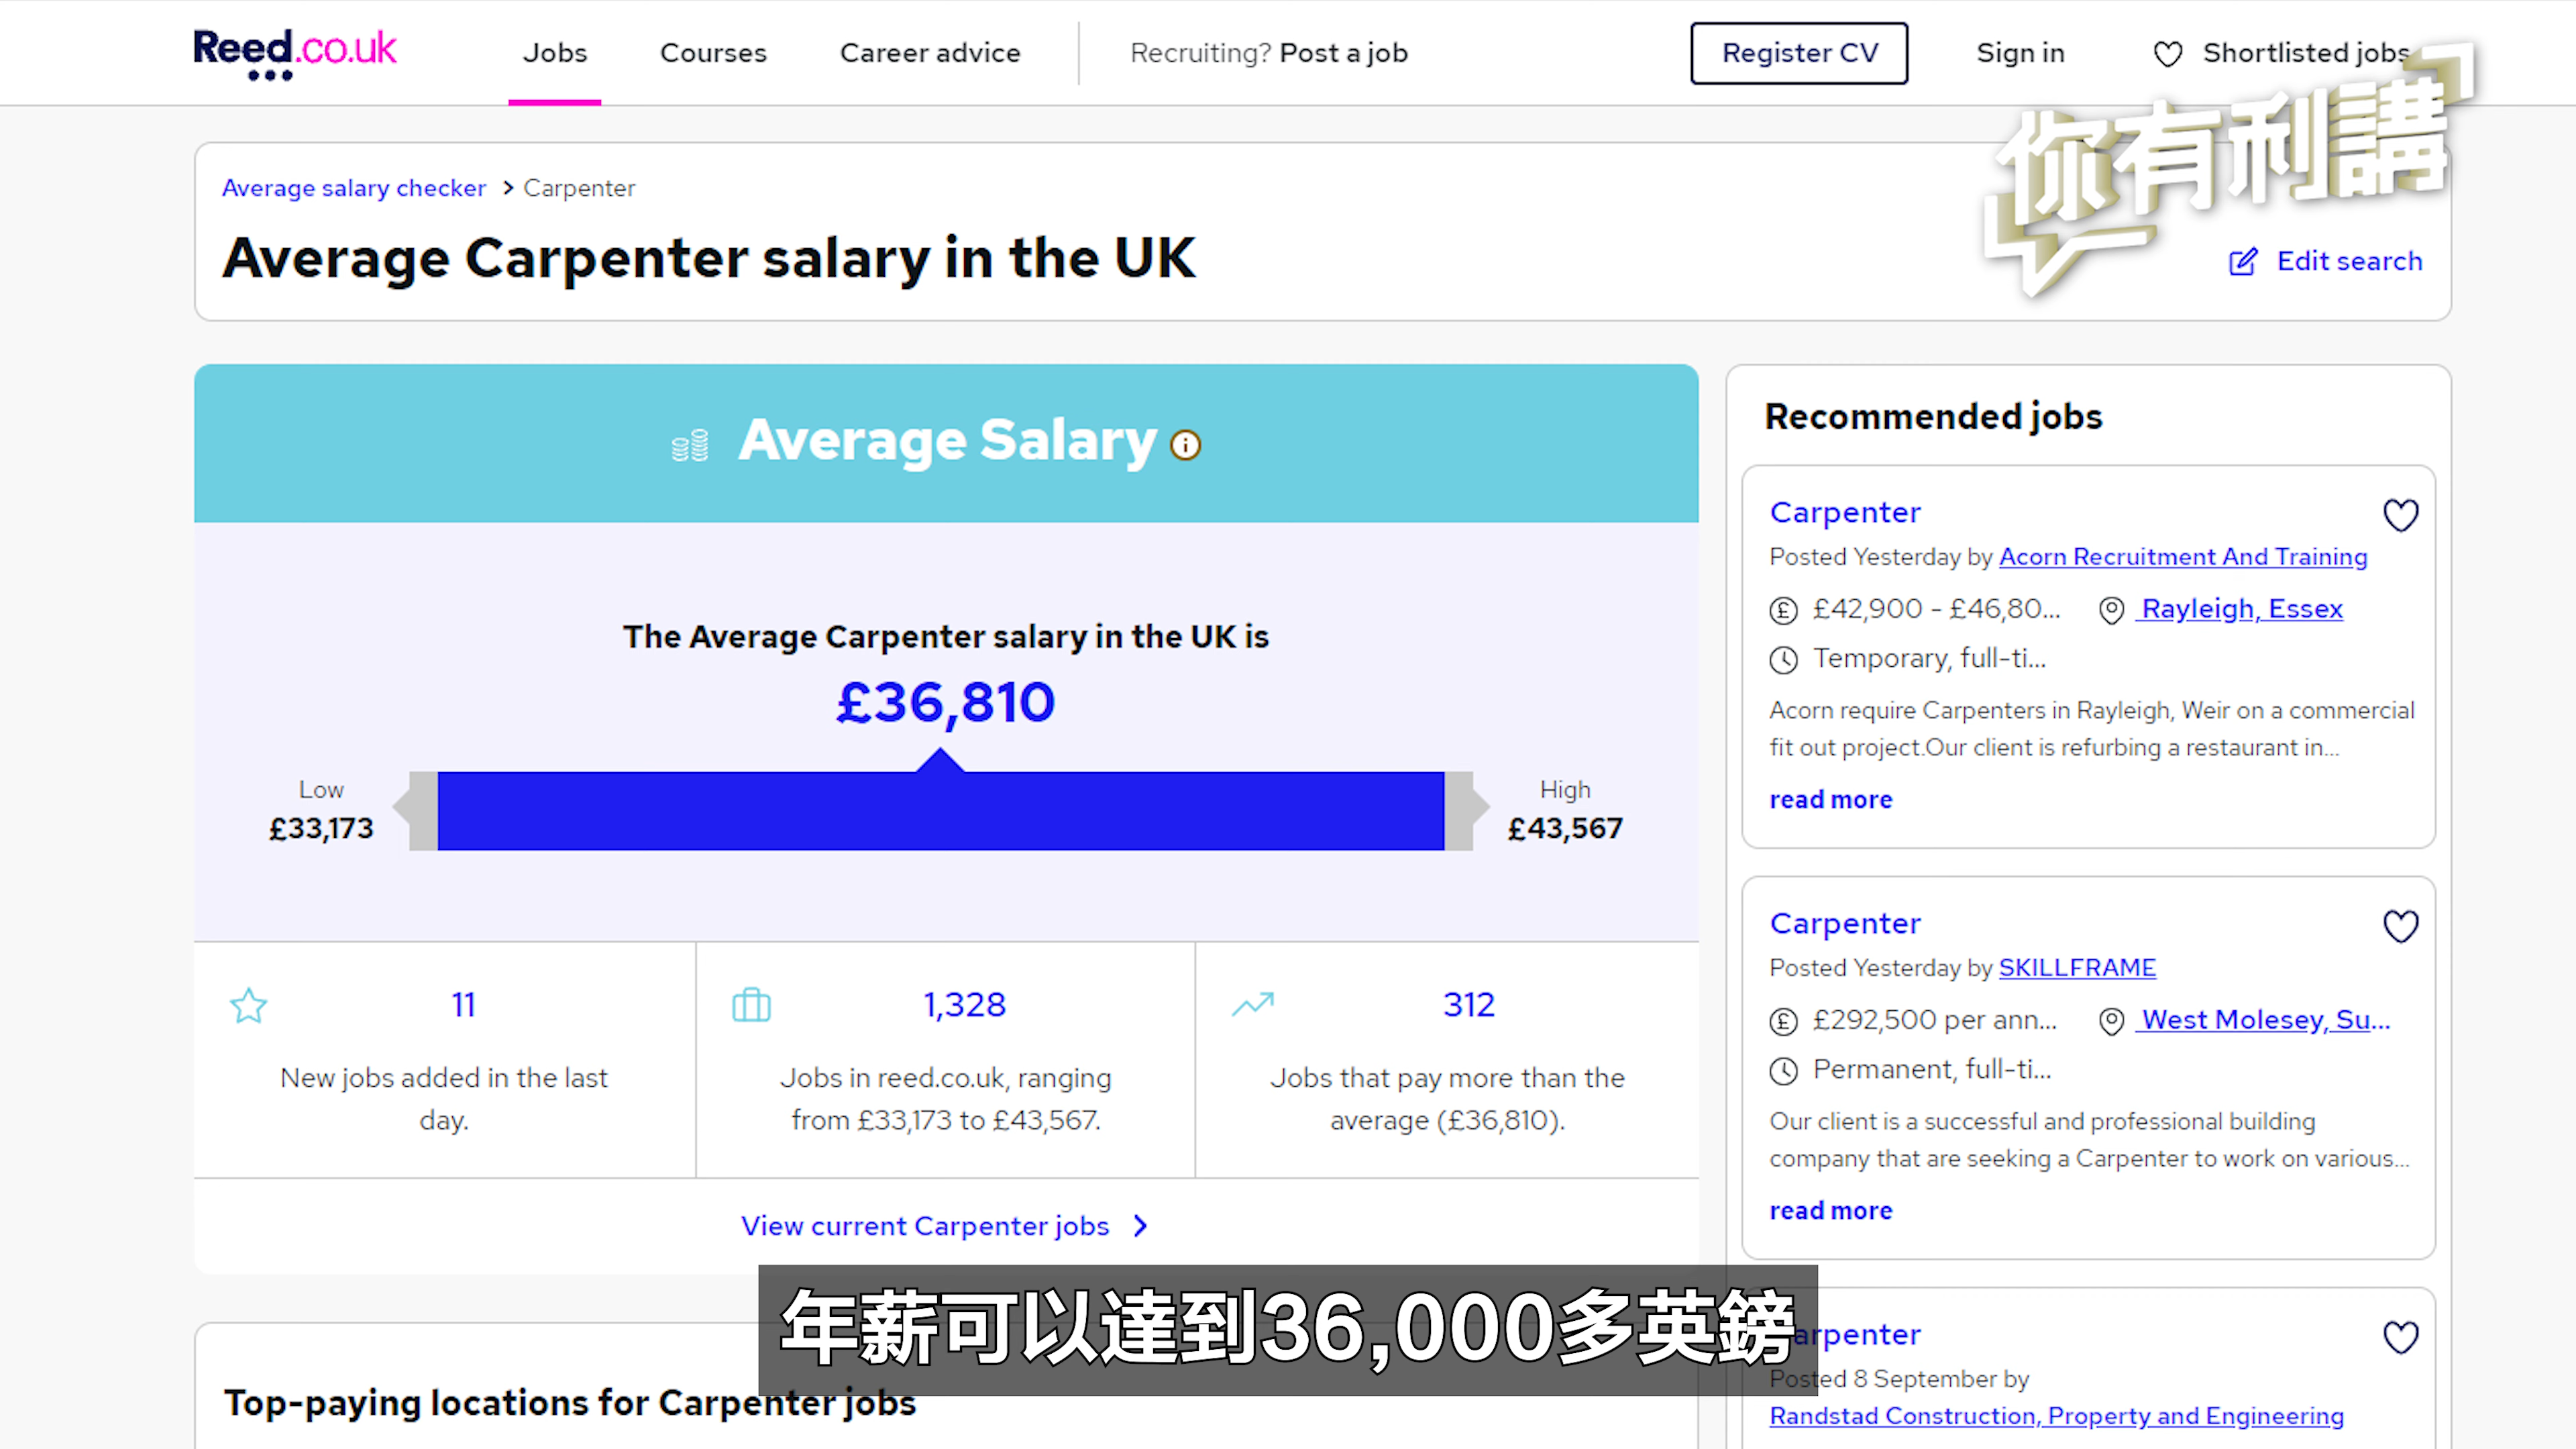 Reed.co.uk
Jobs
Courses
Career advice
Recruiting? Post a job
Register CV
Sign in
Shortlisted jobs
你有利講
Average salary checker > Carpenter
Average Carpenter salary in the UK
Edit search
Average Salary
The Average Carpenter salary in the UK is
£36,810
Low
£33,173
High
£43,567
11
New jobs added in the last
day.
1,328
Jobs in reed.co.uk, ranging
from £33,173 to £43,567.
312
Jobs that pay more than the
average (£36,810).
View current Carpenter jobs
Top-paying locations for Carpenter jobs
Recommended jobs
Carpenter
Posted Yesterday by Acorn Recruitment And Training
£42,900 - £46,80...
Rayleigh, Essex
Temporary, full-ti...
Acorn require Carpenters in Rayleigh, Weir on a commercial
fit out project.Our client is refurbing a restaurant in...
read more
Carpenter
Posted Yesterday by SKILLFRAME
£292,500 per ann...
West Molesey, Su...
Permanent, full-ti...
Our client is a successful and professional building
company that are seeking a Carpenter to work on various...
read more
Carpenter
Posted 8 September by
Randstad Construction, Property and Engineering
年薪可以達到36,000多英鎊